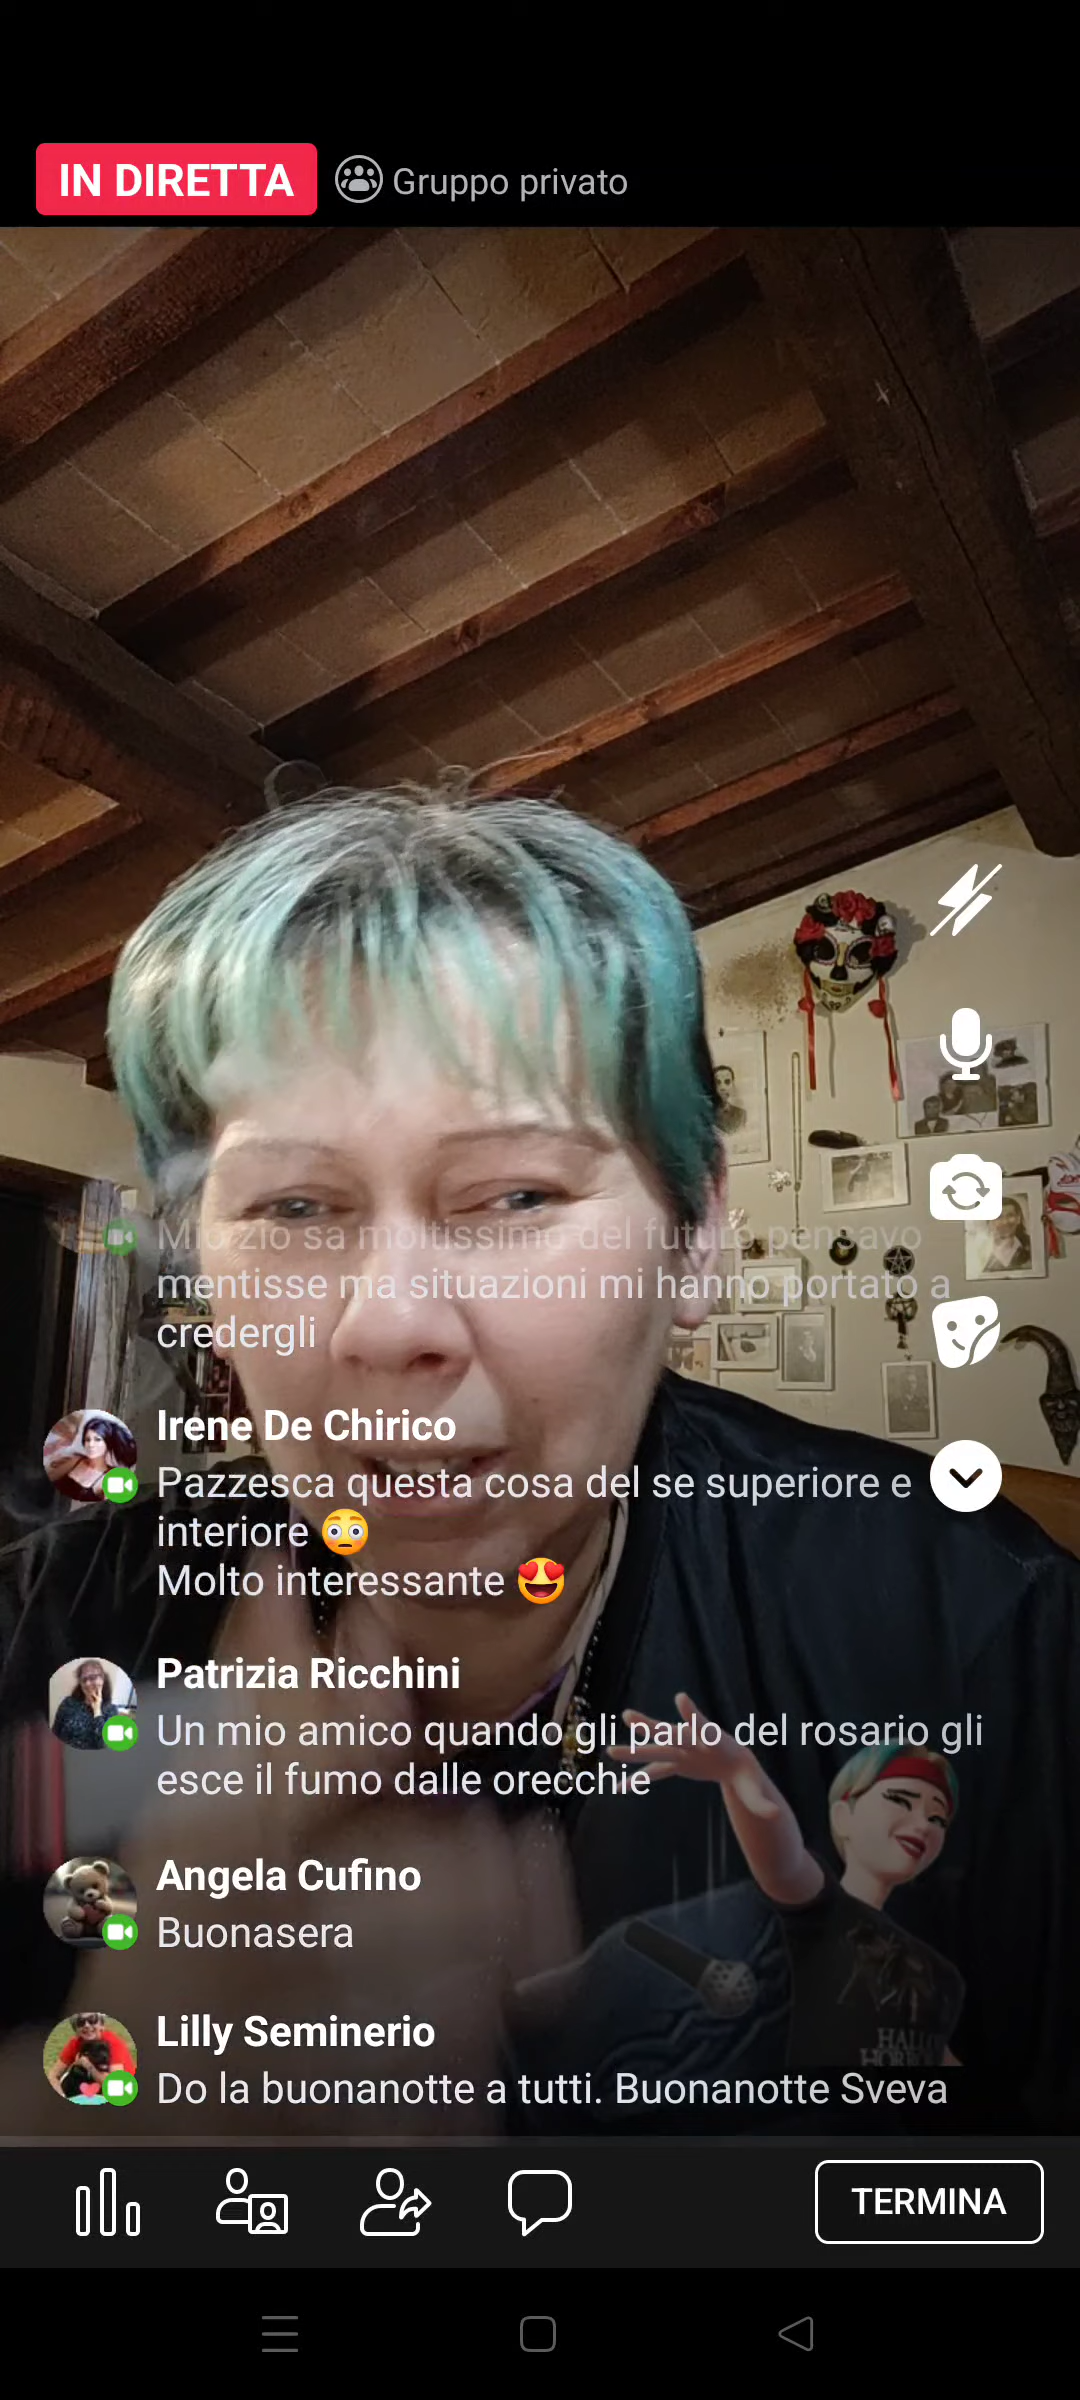 IN DIRETTA
Gruppo privato
Mio zio sa moltissimo del futuro pensavo
mentisse ma situazioni mi hanno portato a
credergli
Irene De Chirico
Pazzesca questa cosa del se superiore e
interiore 😳
Molto interessante 😍
Patrizia Ricchini
Un mio amico quando gli parlo del rosario gli
esce il fumo dalle orecchie
Angela Cufino
Buonasera
HALL
Lilly Seminerio
Do la buonanotte a tutti. Buonanotte Sveva
TERMINA